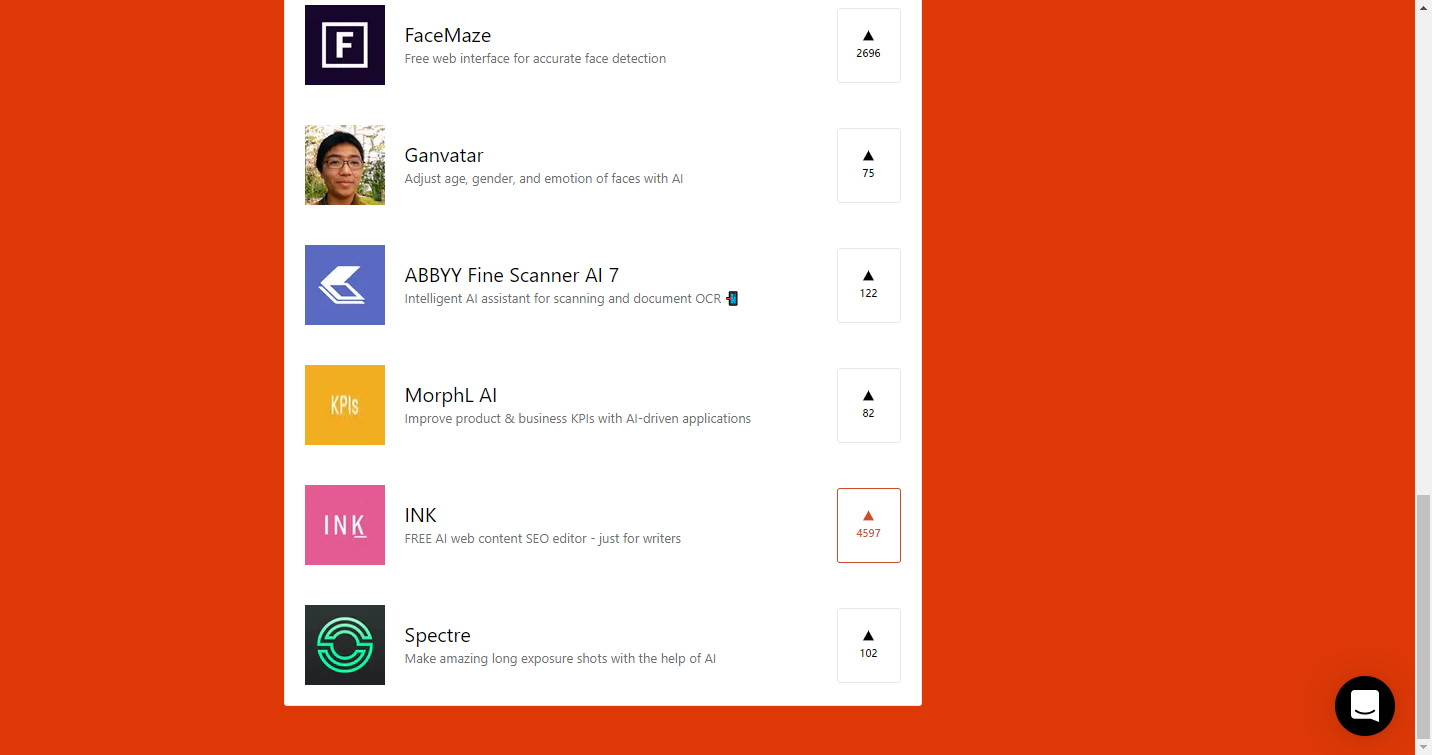 F
FaceMaze
Free web interface for accurate face detection
▲
2696
Ganvatar
Adjust age, gender, and emotion of faces with AI
▲
75
ABBYY Fine Scanner AI 7
Intelligent AI assistant for scanning and document OCR 📲
▲
122
KPIs
MorphL AI
Improve product & business KPIs with AI-driven applications
▲
82
INK
INK
FREE AI web content SEO editor - just for writers
▲
4597
Spectre
Make amazing long exposure shots with the help of AI
▲
102